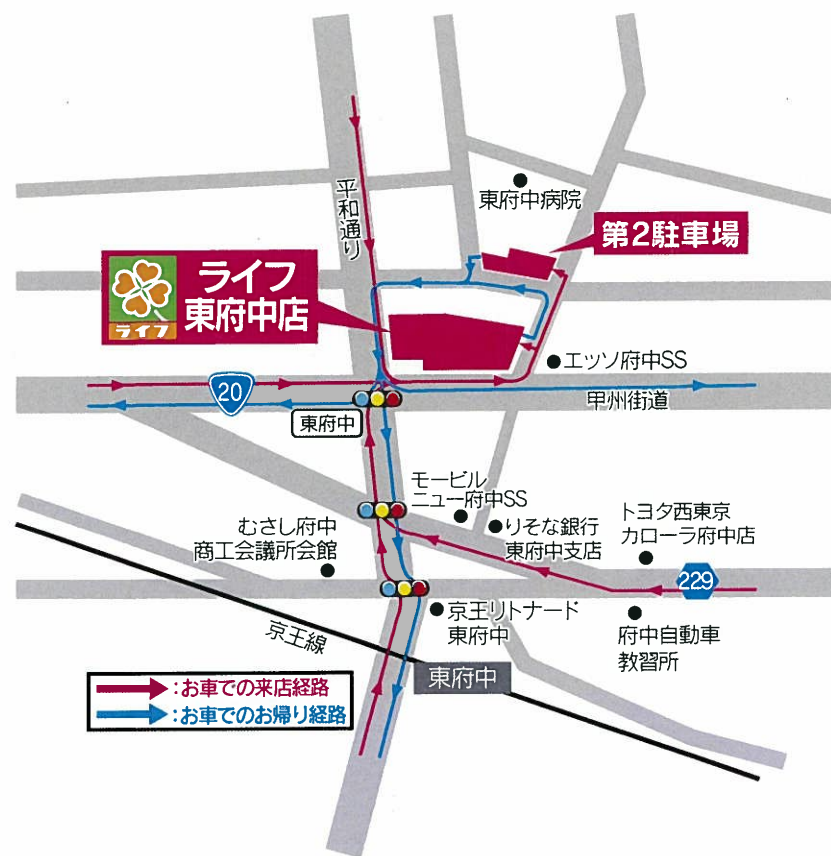 東府中病院
平和通り
第2駐車場
ライフ
東府中店
ライフ
エッソ府中SS
20
甲州街道
東府中
モービル
ニュー府中SS
りそな銀行
東府中支店
トヨタ西東京
カローラ府中店
むさし府中
商工会議所会館
229
京王リトナード
東府中
府中自動車
教習所
京王線
東府中
:お車での来店経路
:お車でのお帰り経路